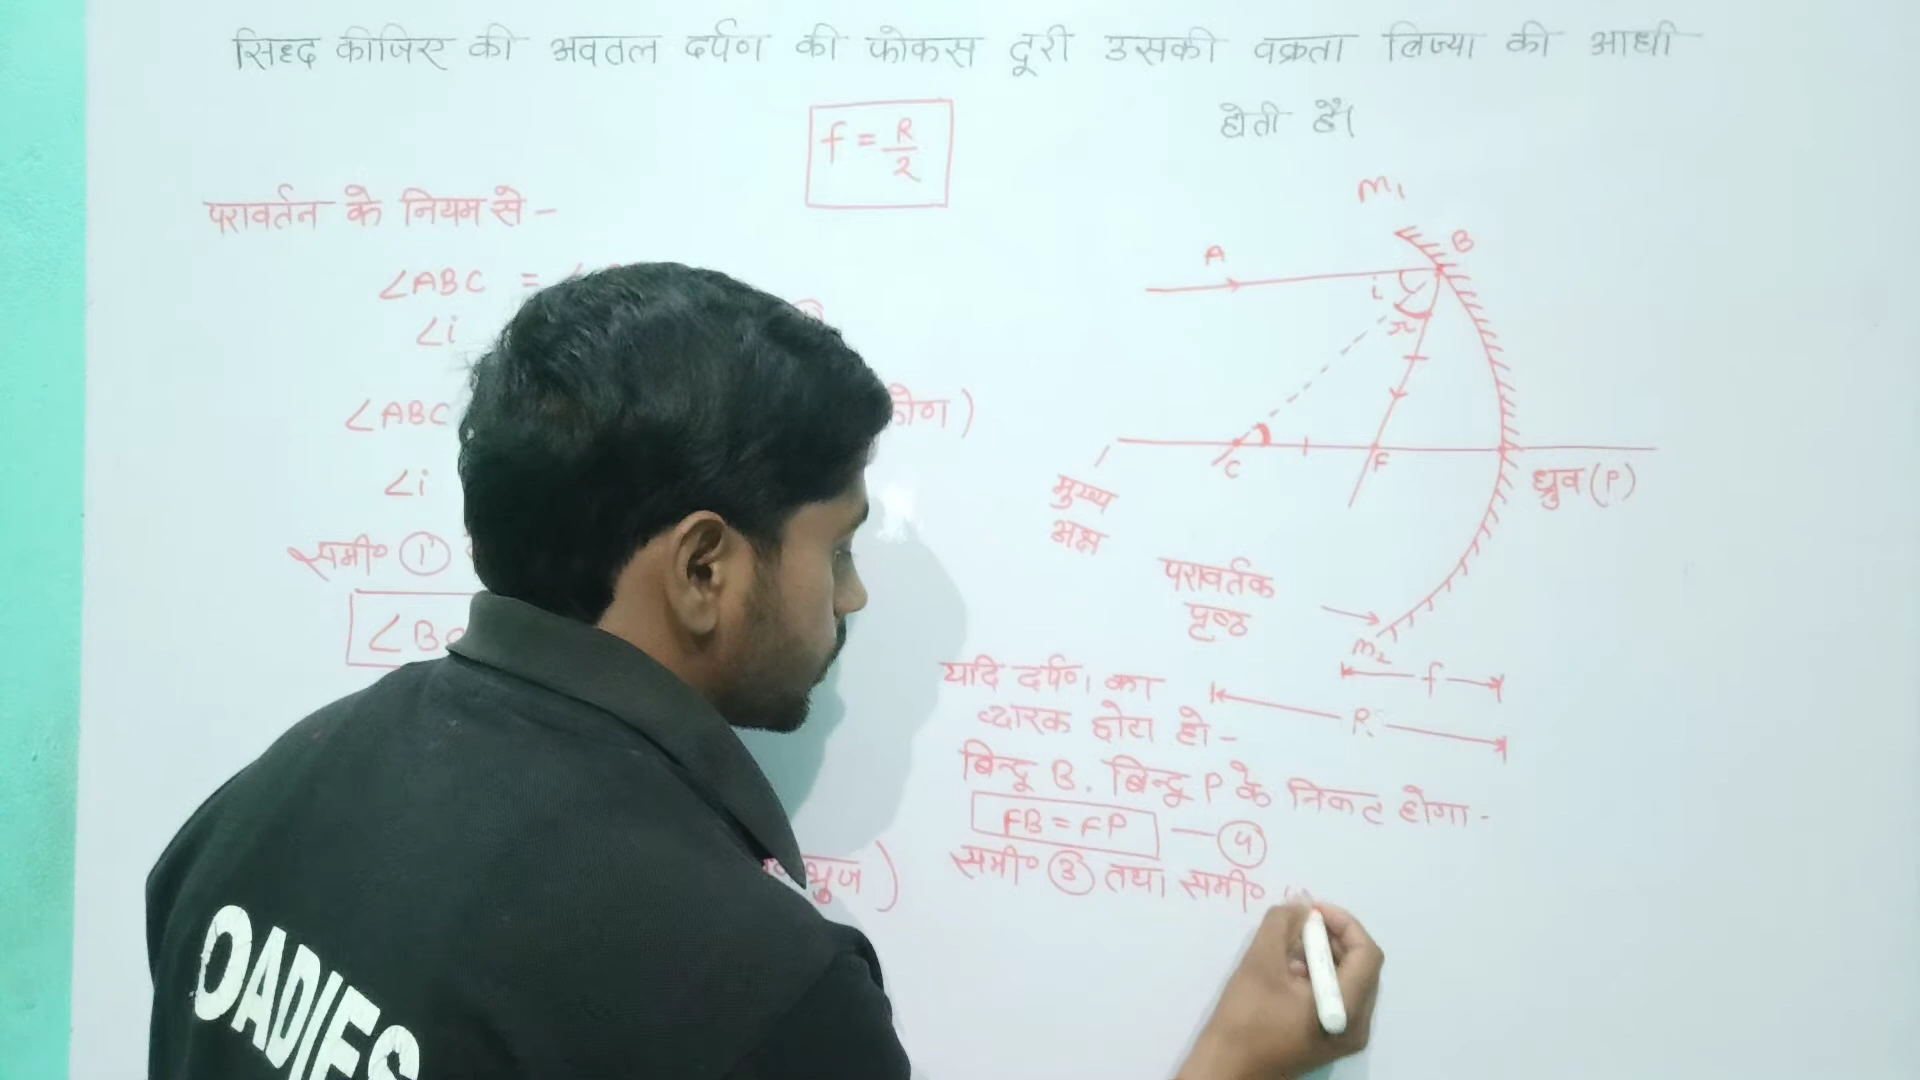 सिध्द कीजिए की अवतल दर्पण की फोकस दूरी उसकी वक्रता त्रिज्या की आधी
होती है।
f = R/2
परावर्तन के नियम से -
∠ABC =
∠i
∠ABC कोण )
∠i
समी० ①
∠B
भुज )
M₁
A
B
i
r
C
F
ध्रुव (P)
मुख्य
अक्ष
परावर्तक
पृष्ठ
M₂
f
R
यदि दर्पण का
द्वारक छोटा हो -
बिन्दू B. बिन्दू P के निकट होगा -
FB = FP — ④
समी० ③ तथा समी०
OADIES